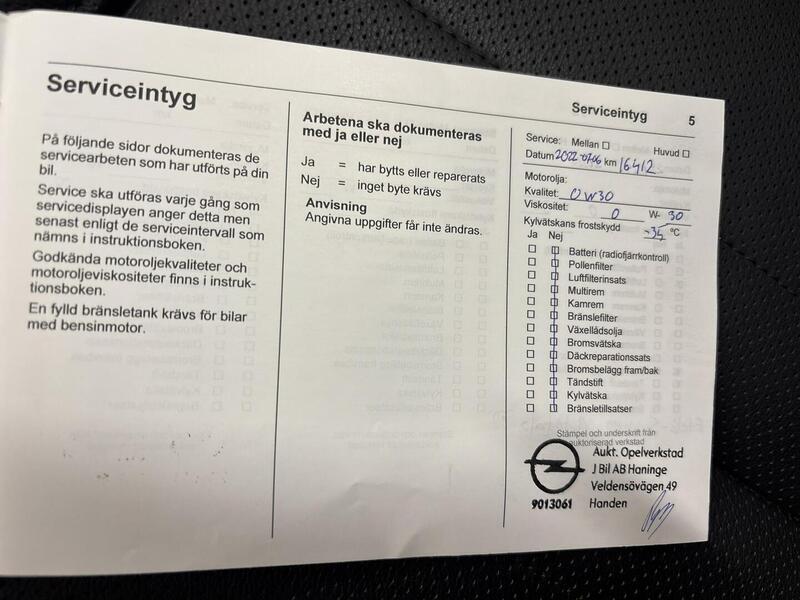 Serviceintyg
På följande sidor dokumenteras de
servicearbeten som har utförts på din
bil.
Service ska utföras varje gång som
servicedisplayen anger detta men
senast enligt de serviceintervall som
nämns i instruktionsboken.
Godkända motoroljekvaliteter och
motoroljeviskositeter finns i instruk-
tionsboken.
En fylld bränsletank krävs för bilar
med bensinmotor.
Arbetena ska dokumenteras
med ja eller nej
Ja = har bytts eller reparerats
Nej = inget byte krävs
Anvisning
Angivna uppgifter får inte ändras.
Serviceintyg 5
Service: Mellan Huvud
Datum 2022-07-06 km 16412
Motorolja:
Kvalitet: 0W30
Viskositet: 0 W- 30
Kylvätskans frostskydd -34 °C
Ja Nej
Batteri (radiofjärrkontroll)
Pollenfilter
Luftfilterinsats
Multirem
Kamrem
Bränslefilter
Växellådsolja
Bromsvätska
Däckreparationssats
Bromsbelägg fram/bak
Tändstift
Kylvätska
Bränsletillsatser
Stämpel och underskrift från
auktoriserad verkstad
Aukt. Opelverkstad
J Bil AB Haninge
Veldensövägen 49
9013061 Handen